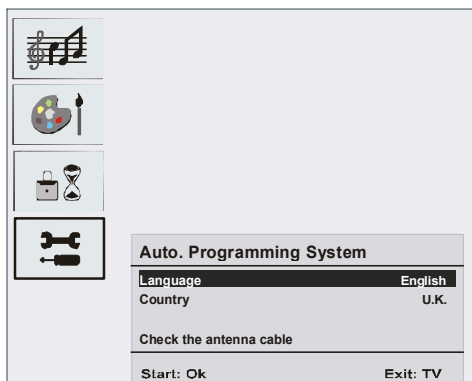 Auto. Programming System
Language English
Country U.K.
Check the antenna cable
Start: Ok Exit: TV